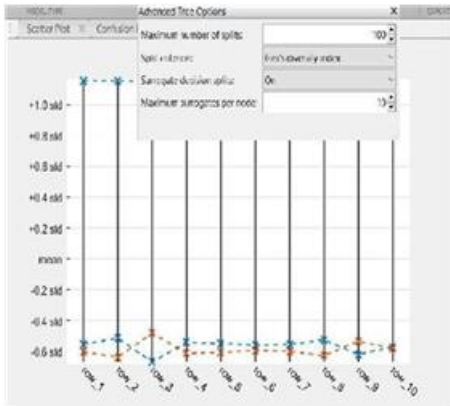 Advanced Tree Options
Scatter Plot
Confusion
Maximum number of splits: 100
Split criterion: Gini's diversity index
Surrogate decision splits: On
Maximum surrogates per node: 10
+1.0 std
+0.8 std
+0.6 std
+0.4 std
+0.2 std
mean
-0.2 std
-0.4 std
-0.6 std
row_1 row_2 row_3 row_4 row_5 row_6 row_7 row_8 row_9 row_10